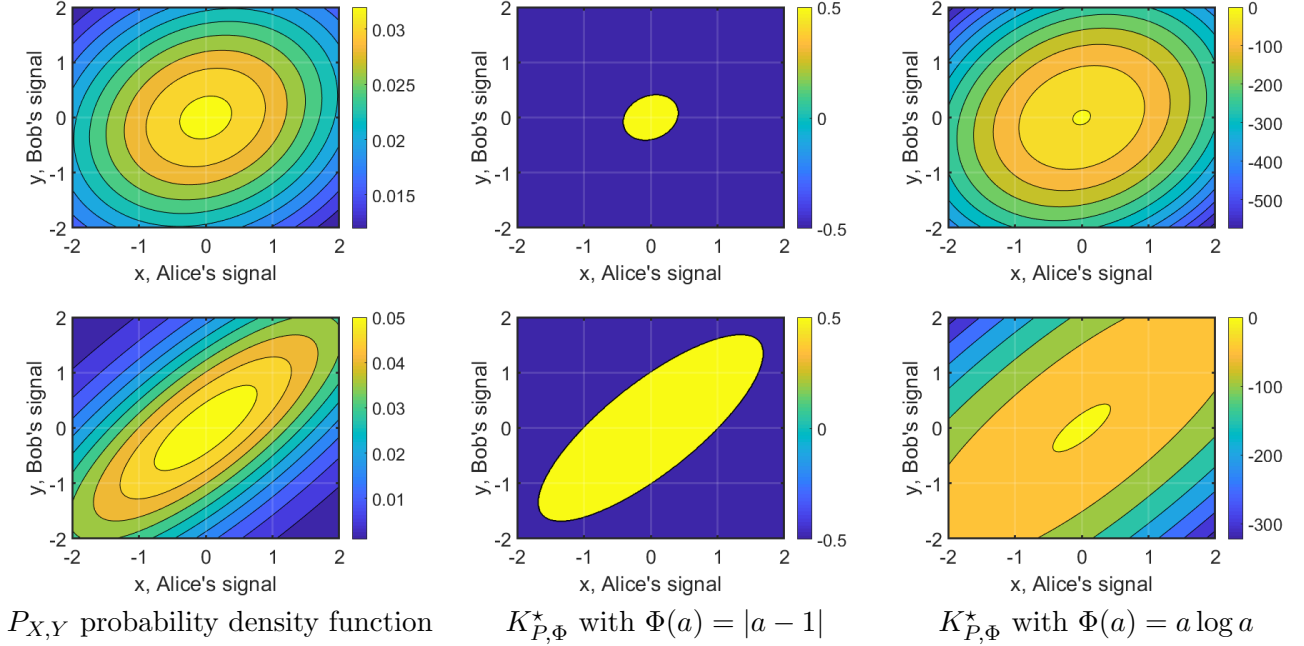 2
1
0
-1
-2
y, Bob's signal
-2 -1 0 1 2
x, Alice's signal
0.03
0.025
0.02
0.015
2
1
0
-1
-2
y, Bob's signal
-2 -1 0 1 2
x, Alice's signal
0.5
0
-0.5
2
1
0
-1
-2
y, Bob's signal
-2 -1 0 1 2
x, Alice's signal
0
-100
-200
-300
-400
-500
2
1
0
-1
-2
y, Bob's signal
-2 -1 0 1 2
x, Alice's signal
0.05
0.04
0.03
0.02
0.01
2
1
0
-1
-2
y, Bob's signal
-2 -1 0 1 2
x, Alice's signal
0.5
0
-0.5
2
1
0
-1
-2
y, Bob's signal
-2 -1 0 1 2
x, Alice's signal
0
-100
-200
-300
$P_{X,Y}$ probability density function
$K^{\star}_{P,\Phi}$ with $\Phi(a) = |a - 1|$
$K^{\star}_{P,\Phi}$ with $\Phi(a) = a \log a$